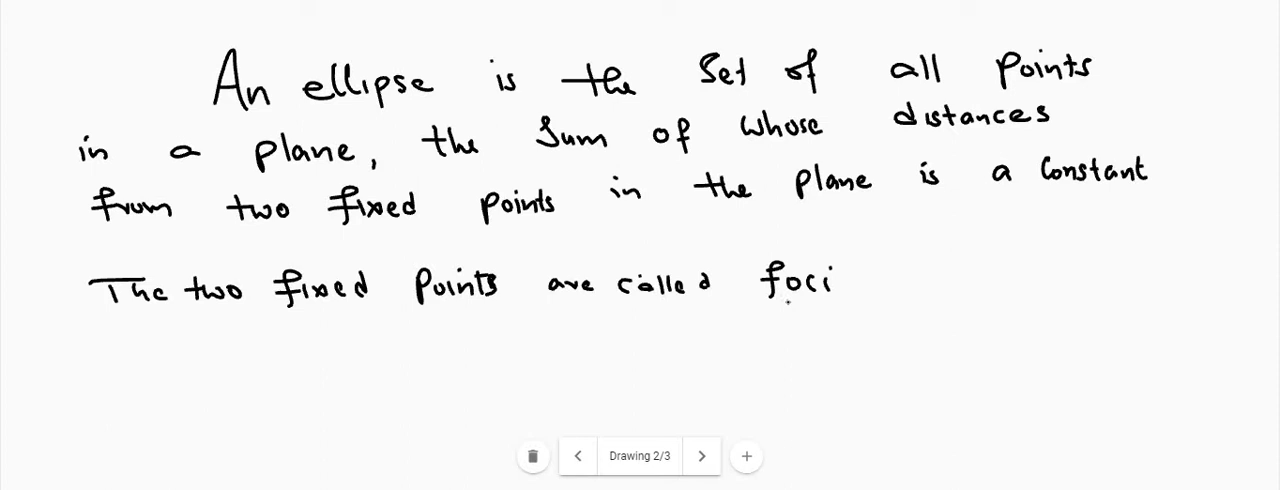 An ellipse is the set of all points
in a plane, the sum of whose distances
from two fixed points in the plane is a constant
The two fixed points are called foci
Drawing 2/3